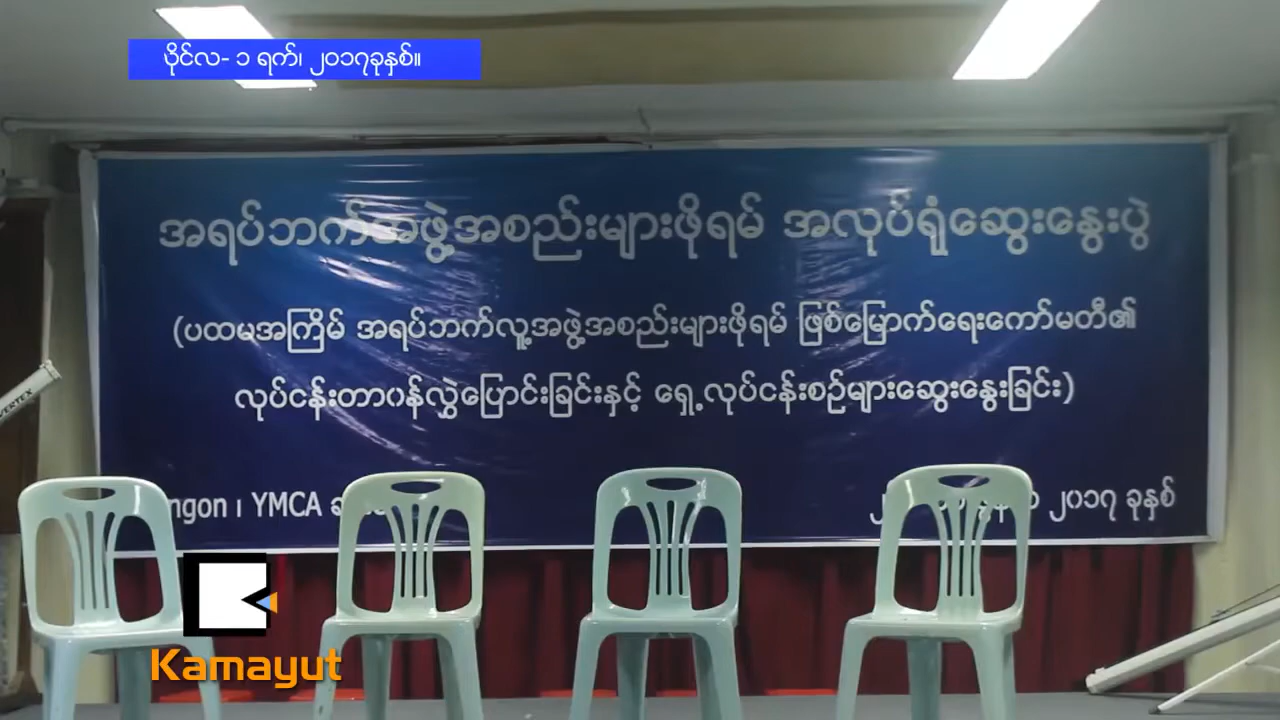 ပိုင်လ- ၁ ရက်၊ ၂၀၁၇ခုနှစ်။
အရပ်ဘက်အဖွဲ့အစည်းများဖိုရမ် အလုပ်ရုံဆွေးနွေးပွဲ
(ပထမအကြိမ် အရပ်ဘက်လူ့အဖွဲ့အစည်းများဖိုရမ် ဖြစ်မြောက်ရေးကော်မတီ၏
လုပ်ငန်းတာဝန်လွှဲပြောင်းခြင်းနှင့် ရှေ့လုပ်ငန်းစဉ်များဆွေးနွေးခြင်း)
YMCA
၂၀၁၇ ခုနှစ်
VERTEX
Kamayut